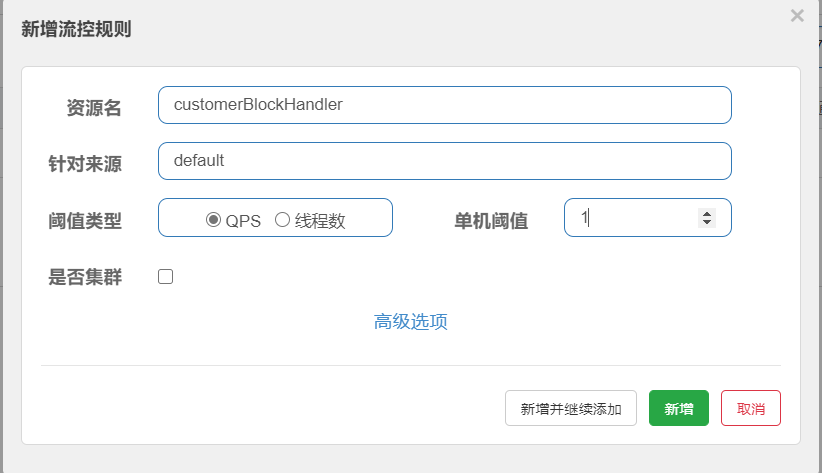 新增流控规则
×
资源名 customerBlockHandler
针对来源 default
阈值类型 QPS 线程数 单机阈值 1
是否集群
高级选项
新增并继续添加 新增 取消